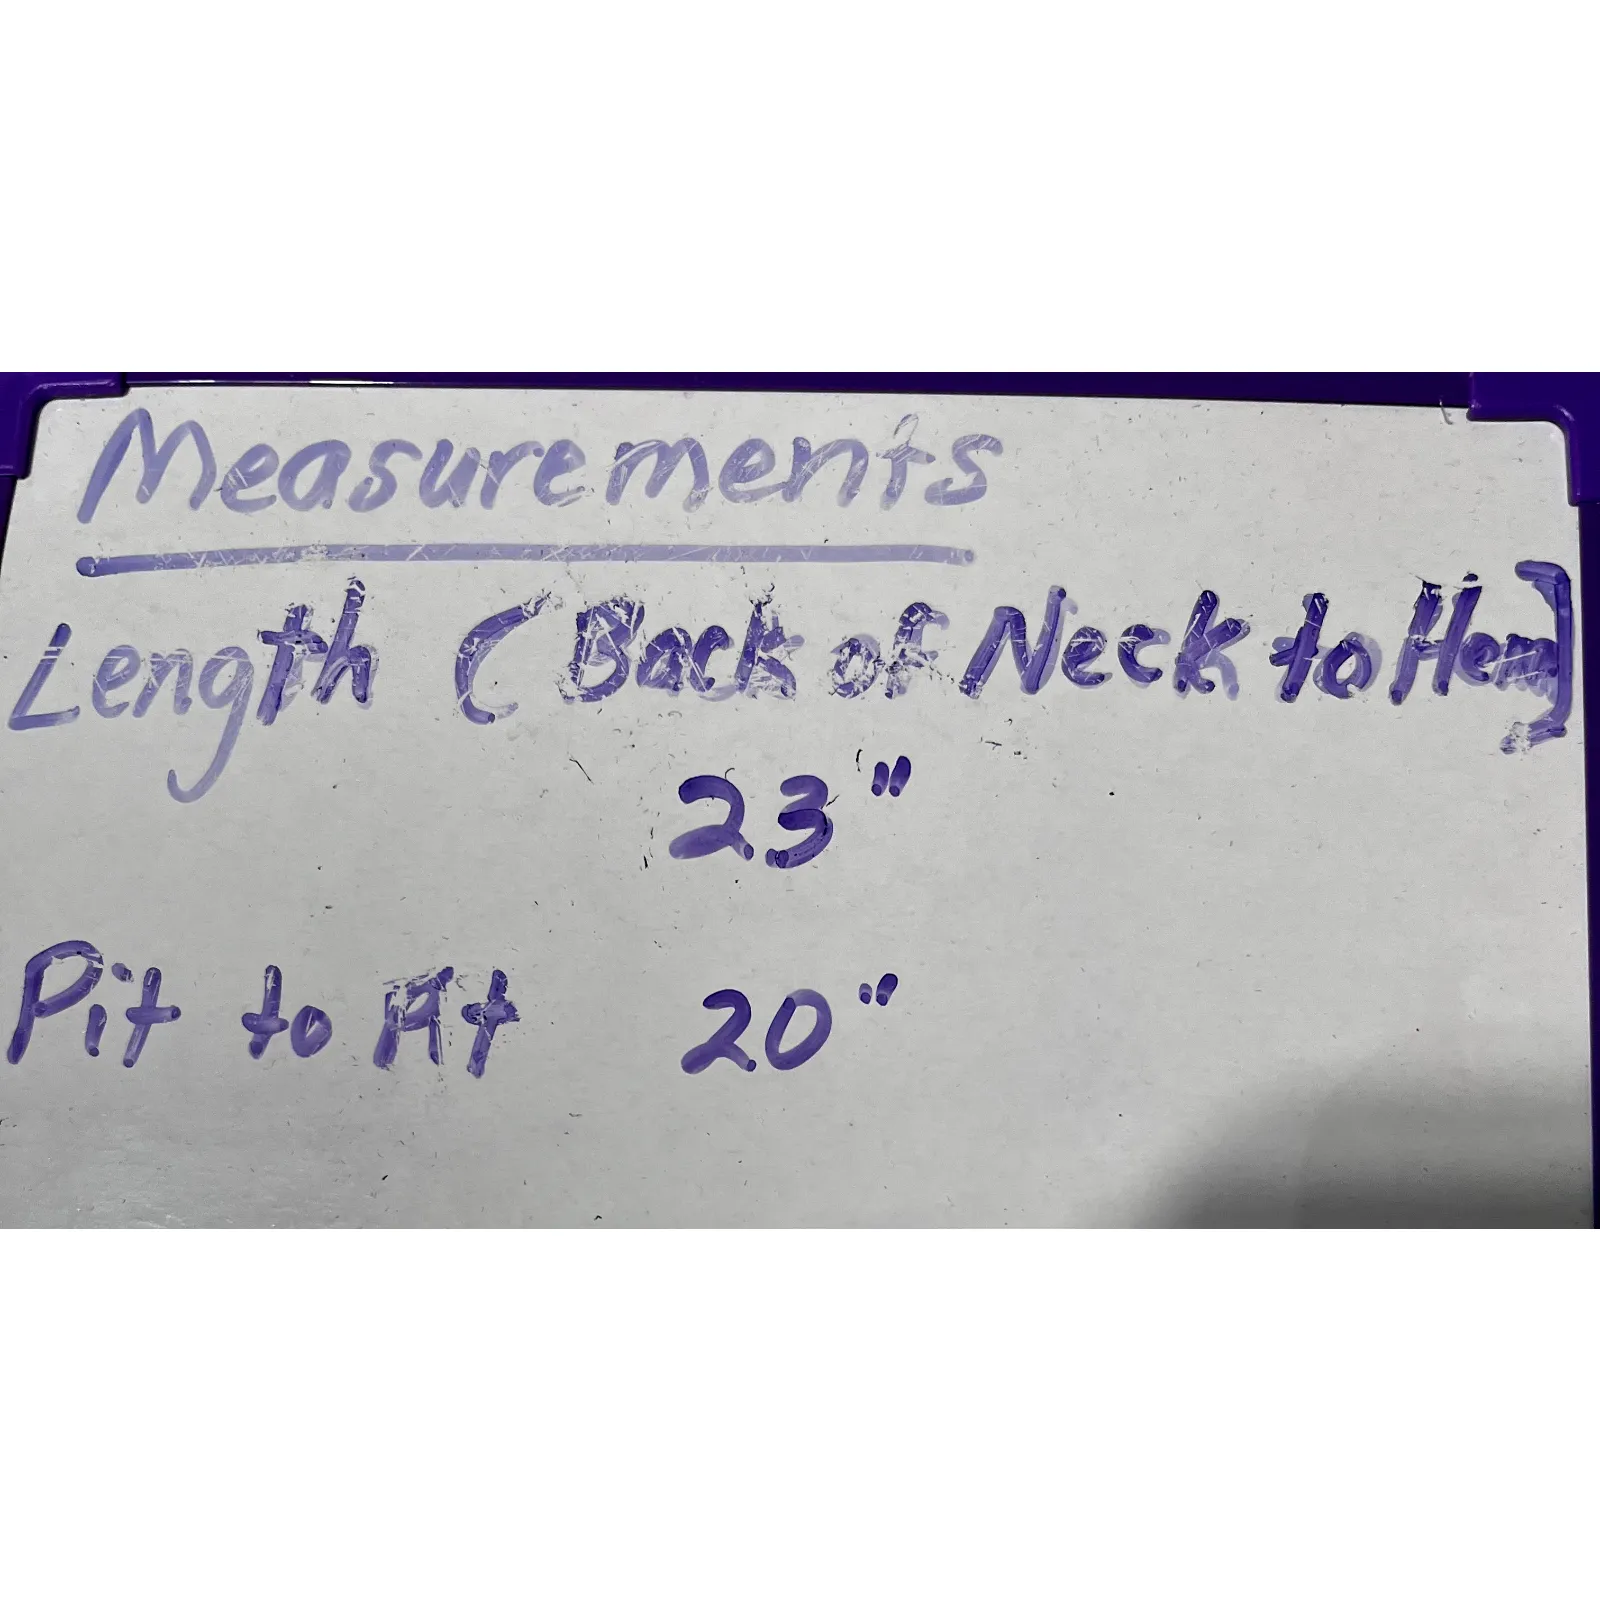 Measurements
Length (Back of Neck to Hem)
23"
Pit to Pit 20"